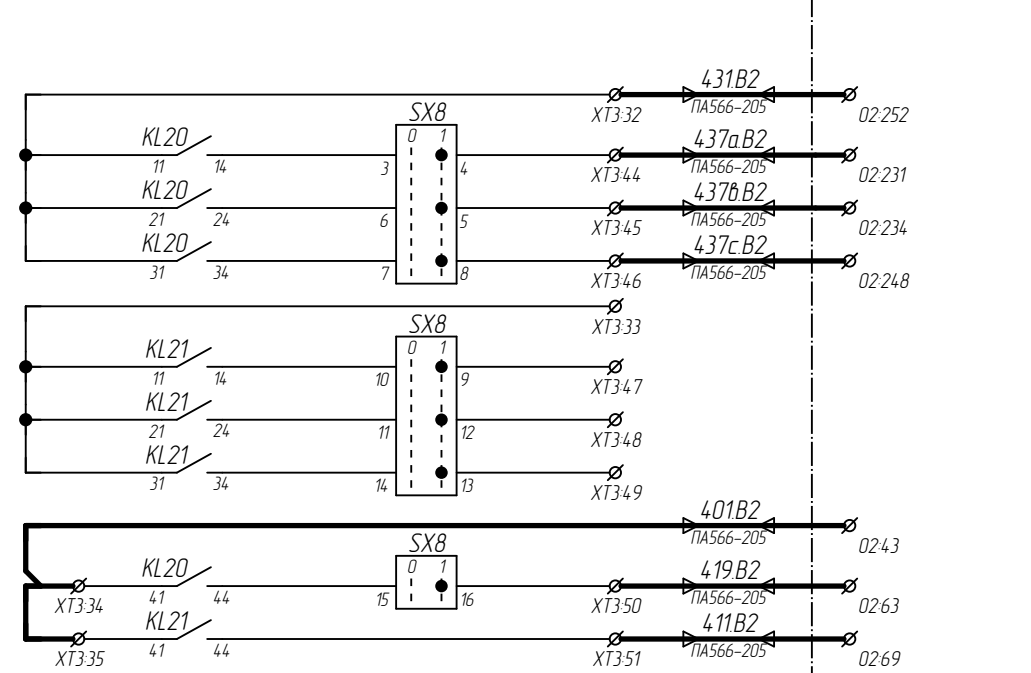 431.B2
SX8
XT3:32
ПА566-205
02:252
KL20
0 1
437a.B2
11 14 3 4
XT3:44
ПА566-205
02:231
KL20
437в.B2
21 24 6 5
XT3:45
ПА566-205
02:234
KL20
437c.B2
31 34 7 8
XT3:46
ПА566-205
02:248
SX8
XT3:33
KL21
0 1
11 14 10 9
XT3:47
KL21
21 24 11 12
XT3:48
KL21
31 34 14 13
XT3:49
401.B2
SX8
ПА566-205
02:43
KL20
0 1
419.B2
XT3:34
41 44 15 16
XT3:50
ПА566-205
02:63
KL21
411.B2
XT3:35
41 44
XT3:51
ПА566-205
02:69